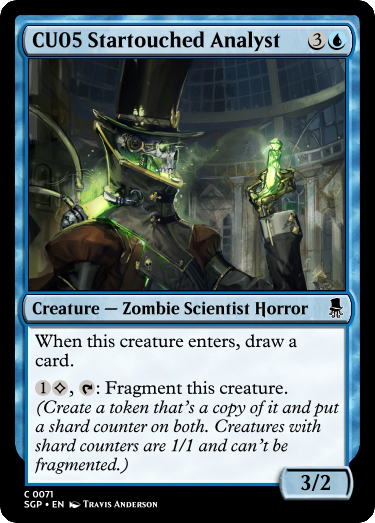 CU05 Startouched Analyst 3
Creature — Zombie Scientist Horror
When this creature enters, draw a
card.
1 , : Fragment this creature.
(Create a token that's a copy of it and put
a shard counter on both. Creatures with
shard counters are 1/1 and can't be
fragmented.)
3/2
C 0071
SGP • EN Travis Anderson